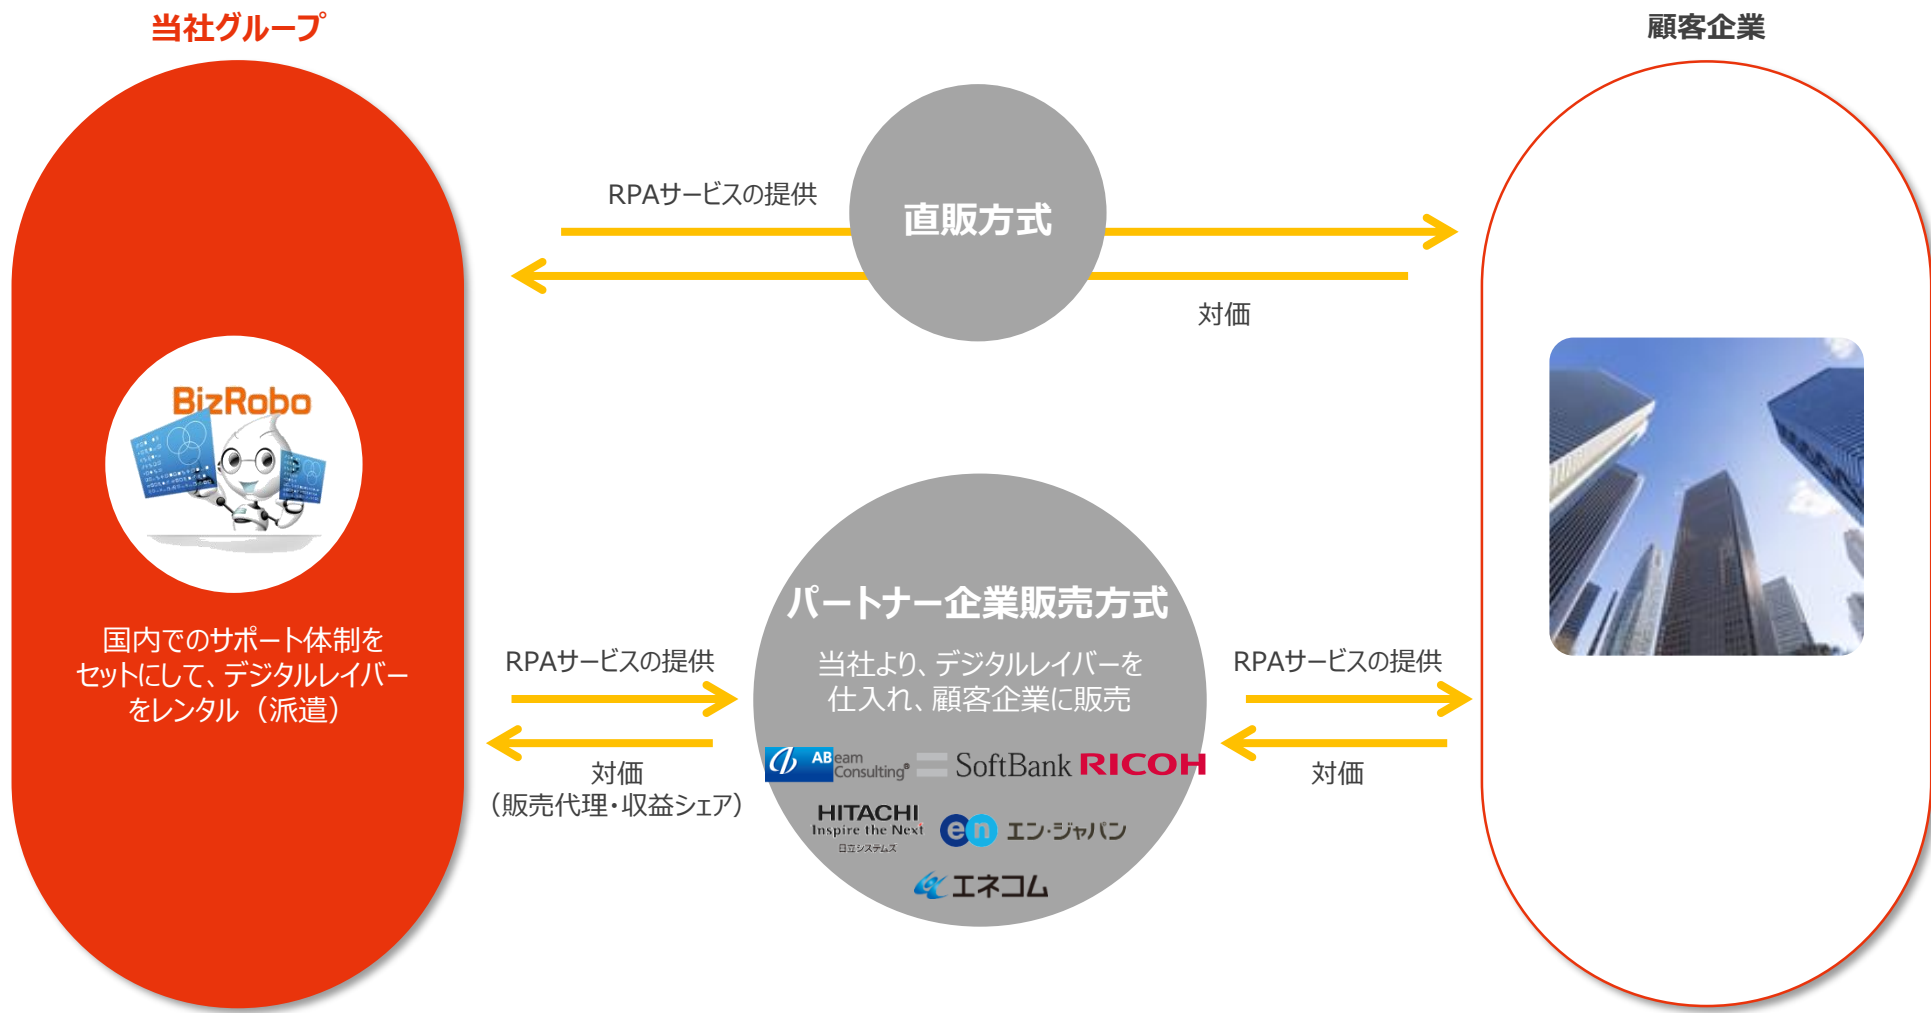 当社グループ
顧客企業
RPAサービスの提供
直販方式
対価
BizRobo
国内でのサポート体制を
セットにして、デジタルレイバー
をレンタル（派遣）
パートナー企業販売方式
当社より、デジタルレイバーを
仕入れ、顧客企業に販売
RPAサービスの提供
対価
（販売代理・収益シェア）
RPAサービスの提供
対価
ABeam
Consulting®
SoftBank
RICOH
HITACHI
Inspire the Next
日立システムズ
en エン・ジャパン
エネコム